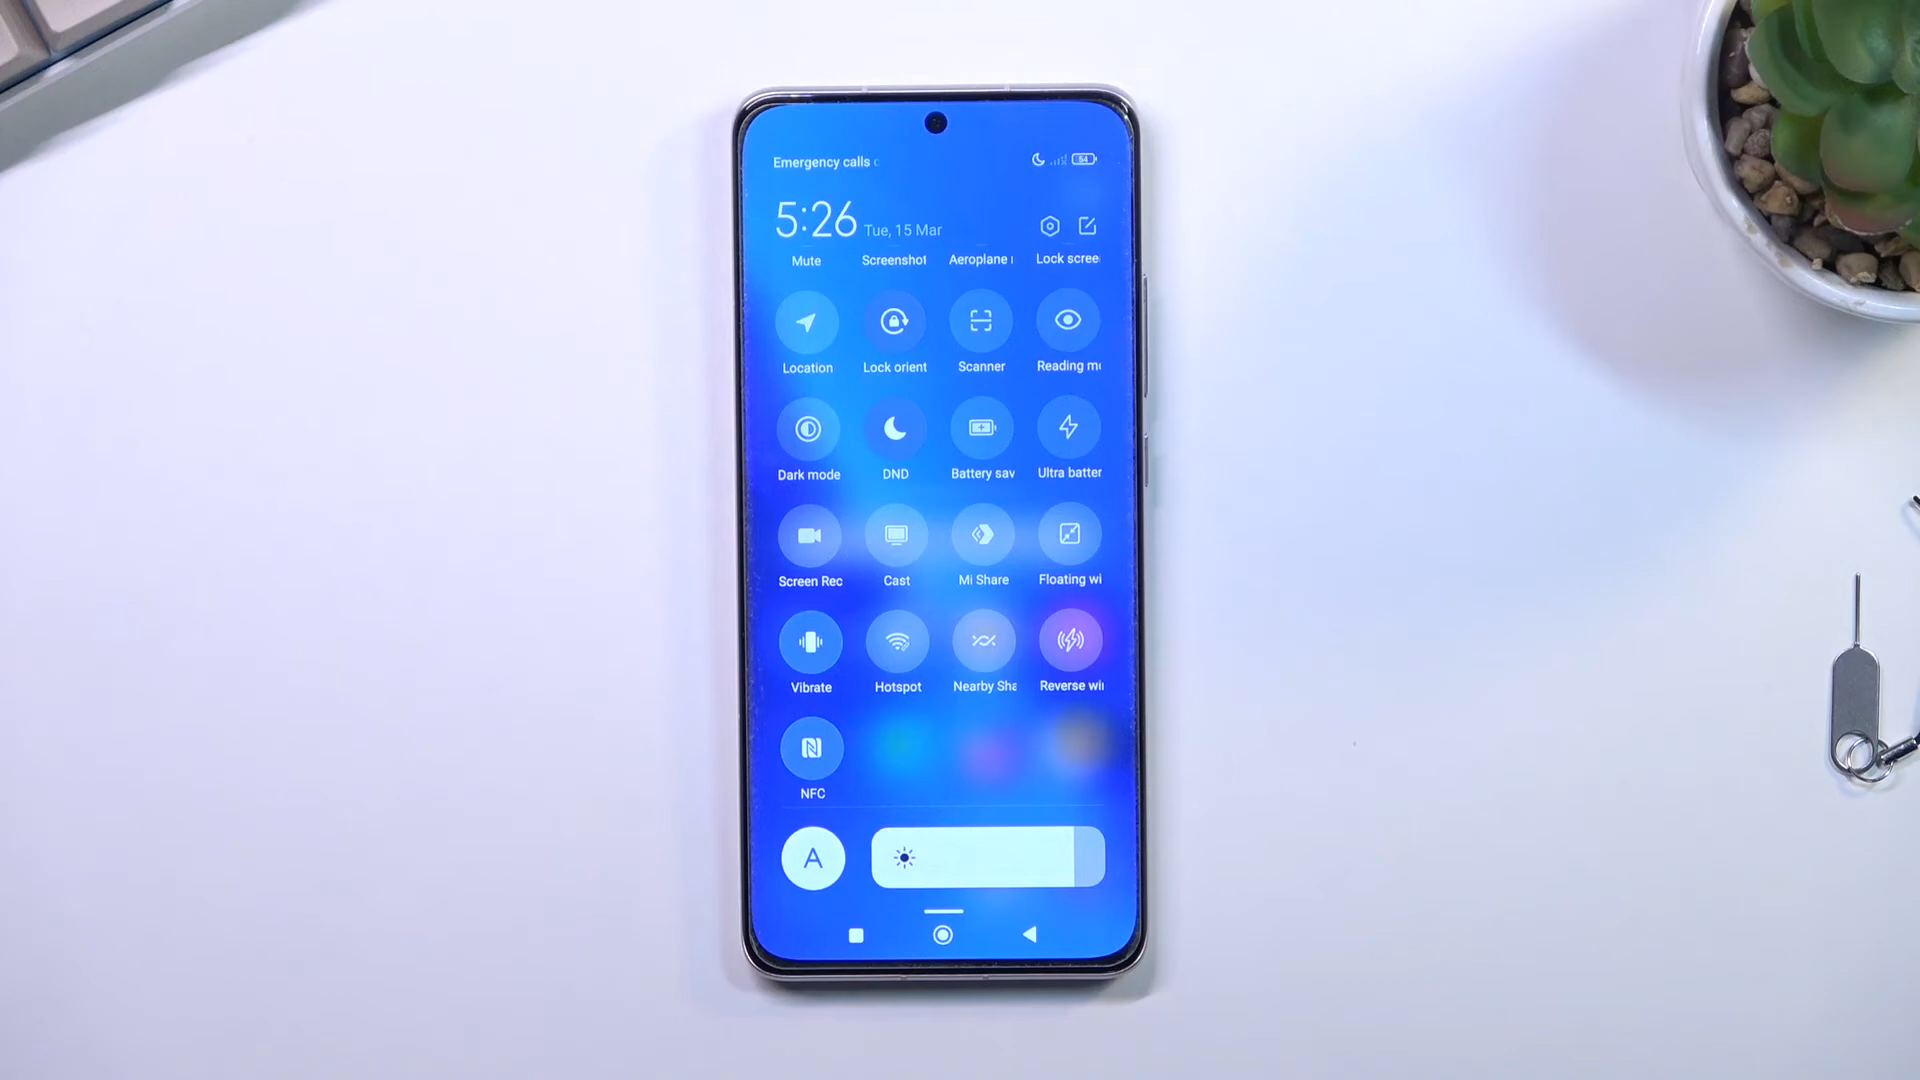 Emergency calls
54
5:26 Tue, 15 Mar
Mute Screenshot Aeroplane Lock scree
Location Lock orient Scanner Reading m
Dark mode DND Battery sav Ultra batter
Screen Rec Cast Mi Share Floating wi
Vibrate Hotspot Nearby Sha Reverse wi
NFC
A